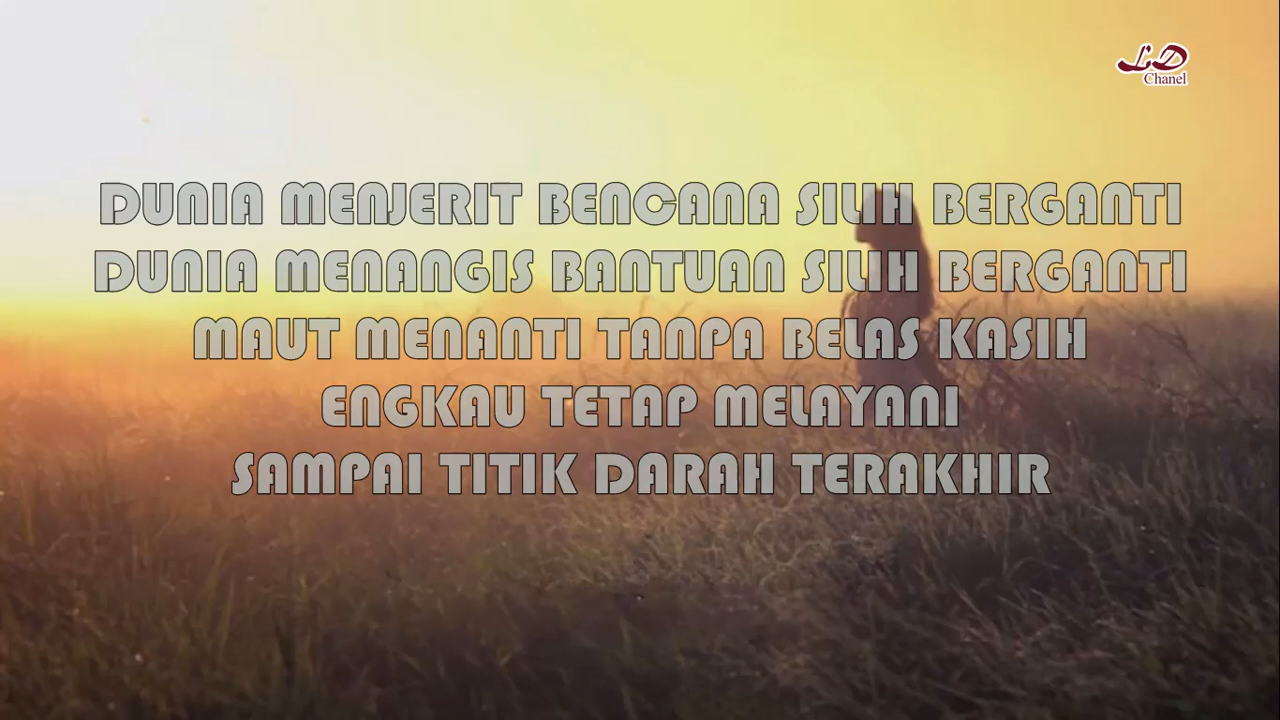 LD
Chanel
DUNIA MENJERIT BENCANA SILIH BERGANTI
DUNIA MENANGIS BANTUAN SILIH BERGANTI
MAUT MENANTI TANPA BELAS KASIH
ENGKAU TETAP MELAYANI
SAMPAI TITIK DARAH TERAKHIR